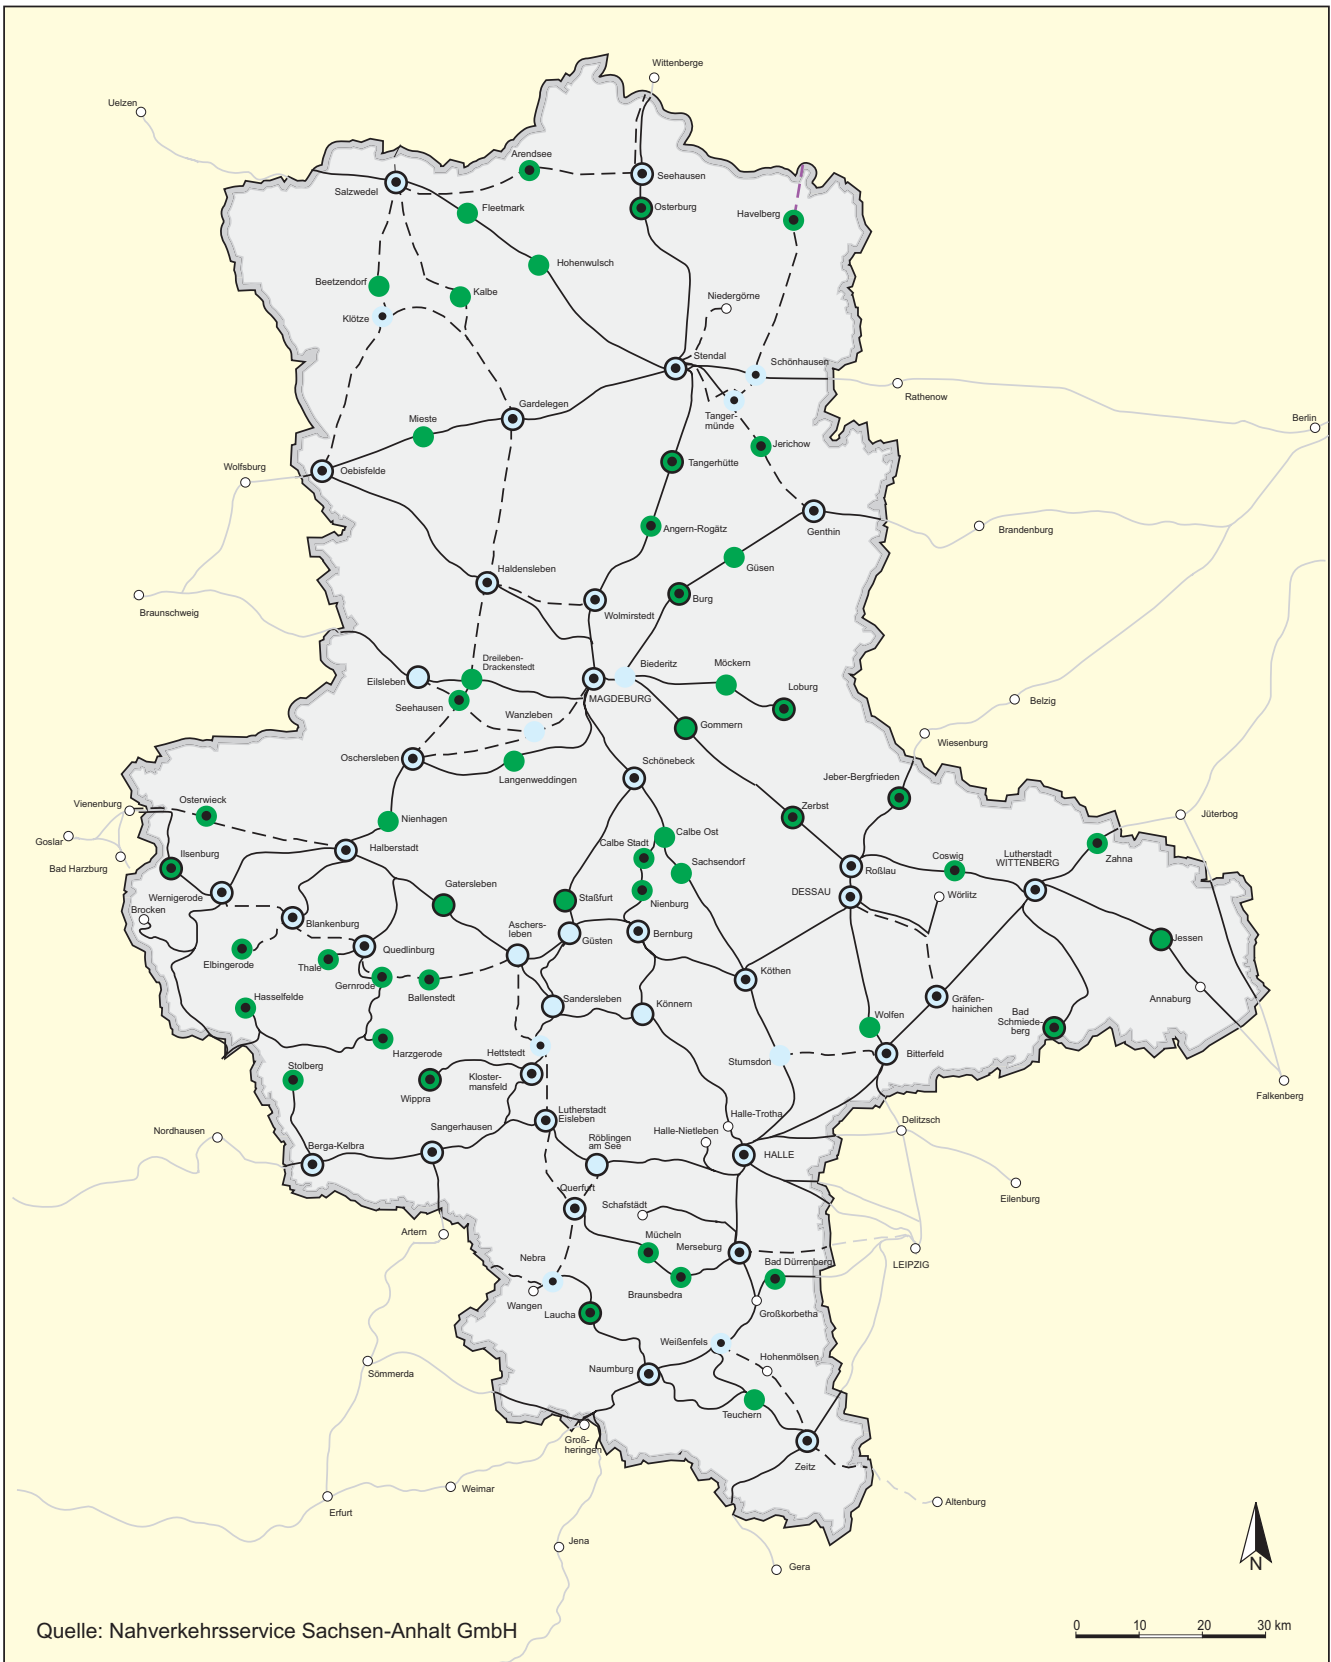 Wittenberge
Uelzen
Arendsee
Seehausen
Salzwedel
Fleetmark
Osterburg
Havelberg
Hohenwulsch
Beetzendorf
Kalbe
Niedergörne
Klötze
Stendal
Schönhausen
Rathenow
Gardelegen
Tanger-
münde
Berlin
Mieste
Jerichow
Tangerhütte
Wolfsburg
Oebisfelde
Angern-Rogätz
Genthin
Brandenburg
Haldensleben
Güsen
Burg
Braunschweig
Wolmirstedt
Dreileben-
Drackenstedt
Biederitz
Möckern
Eilsleben
Loburg
MAGDEBURG
Seehausen
Wanzleben
Gommern
Belzig
Wiesenburg
Oschersleben
Schönebeck
Langenweddingen
Jeber-Bergfrieden
Osterwieck
Vienenburg
Zerbst
Jüterbog
Nienhagen
Goslar
Calbe Ost
Halberstadt
Calbe Stadt
Ilsenburg
Sachsendorf
Coswig
Lutherstadt
WITTENBERG
Zahna
Bad Harzburg
Roßlau
Gatersleben
Wernigerode
Staßfurt
Nienburg
DESSAU
Wörlitz
Brocken
Blankenburg
Aschers-
leben
Güsten
Bernburg
Quedlinburg
Jessen
Elbingerode
Thale
Köthen
Gernrode
Ballenstedt
Hasselfelde
Sandersleben
Könnern
Gräfen-
hainichen
Annaburg
Wolfen
Bad
Schmiede-
berg
Harzgerode
Hettstedt
Stumsdorf
Bitterfeld
Stolberg
Wippra
Kloster-
mansfeld
Falkenberg
Lutherstadt
Eisleben
Halle-Trotha
Delitzsch
Nordhausen
Sangerhausen
Halle-Nietleben
Röblingen
am See
Berga-Kelbra
HALLE
Querfurt
Schafstädt
Eilenburg
Artern
Mücheln
Merseburg
Nebra
Bad Dürrenberg
LEIPZIG
Wangen
Braunsbedra
Laucha
Großkorbetha
Weißenfels
Hohenmölsen
Sömmerda
Naumburg
Teuchern
Groß-
heringen
Zeitz
Weimar
Erfurt
Altenburg
Jena
Gera
N
Quelle: Nahverkehrsservice Sachsen-Anhalt GmbH
0 10 20 30 km